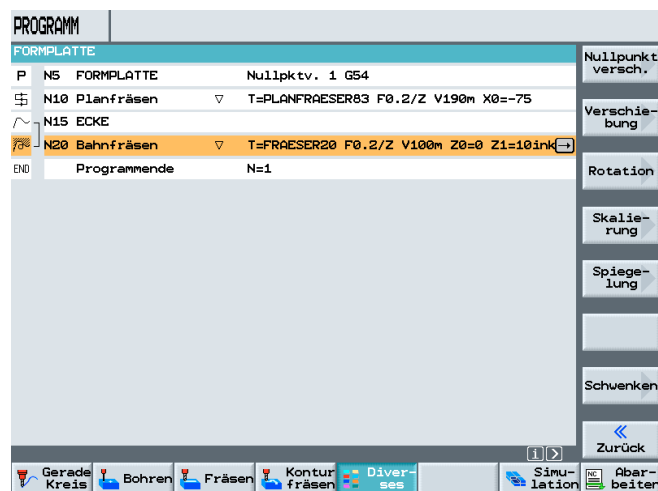 PROGRAMM
FORMPLATTE
P N5 FORMPLATTE Nullpktv. 1 G54
N10 Planfräsen ▽ T=PLANFRAESER83 F0.2/Z V190m X0=-75
N15 ECKE
N20 Bahnfräsen ▽ T=FRAESER20 F0.2/Z V100m Z0=0 Z1=10ink
END Programmende N=1
Nullpunkt
versch.
Verschie-
bung
Rotation
Skalie-
rung
Spiege-
lung
Schwenken
«
Zurück
i >
Gerade
Kreis
Bohren
Fräsen
Kontur
fräsen
Diver-
ses
Simu-
lation
NC
Abar-
beiten